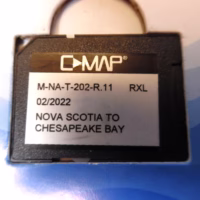 C-MAP®
M-NA-T-202-R.11 RXL
02/2022
NOVA SCOTIA TO
CHESAPEAKE BAY